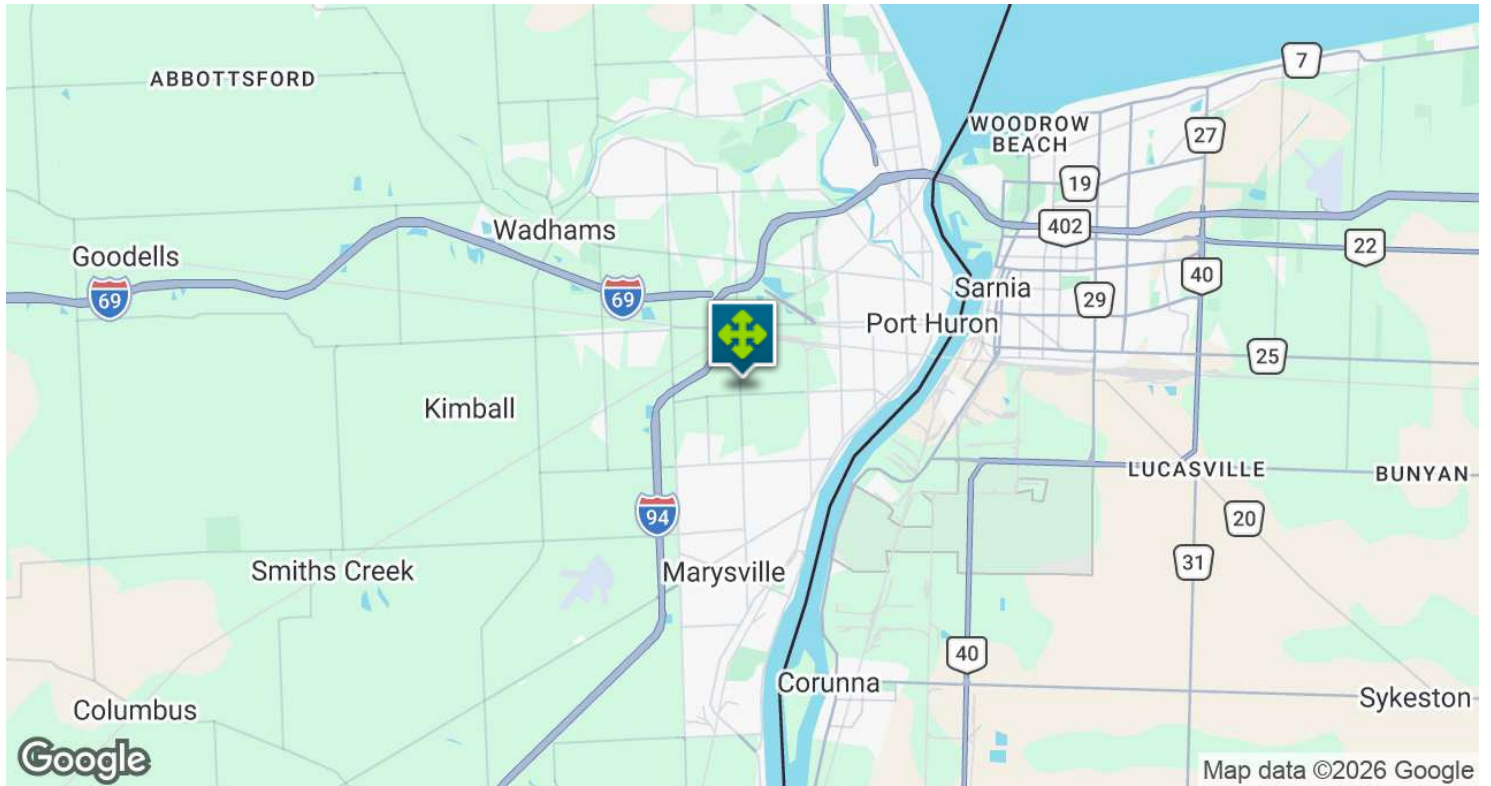 ABBOTTSFORD
7
WOODROW
BEACH
27
19
Wadhams
402
22
Goodells
69
69
Sarnia
40
29
Port Huron
25
Kimball
LUCASVILLE
BUNYAN
94
20
Smiths Creek
Marysville
31
40
Corunna
Sykeston
Columbus
Google
Map data ©2026 Google